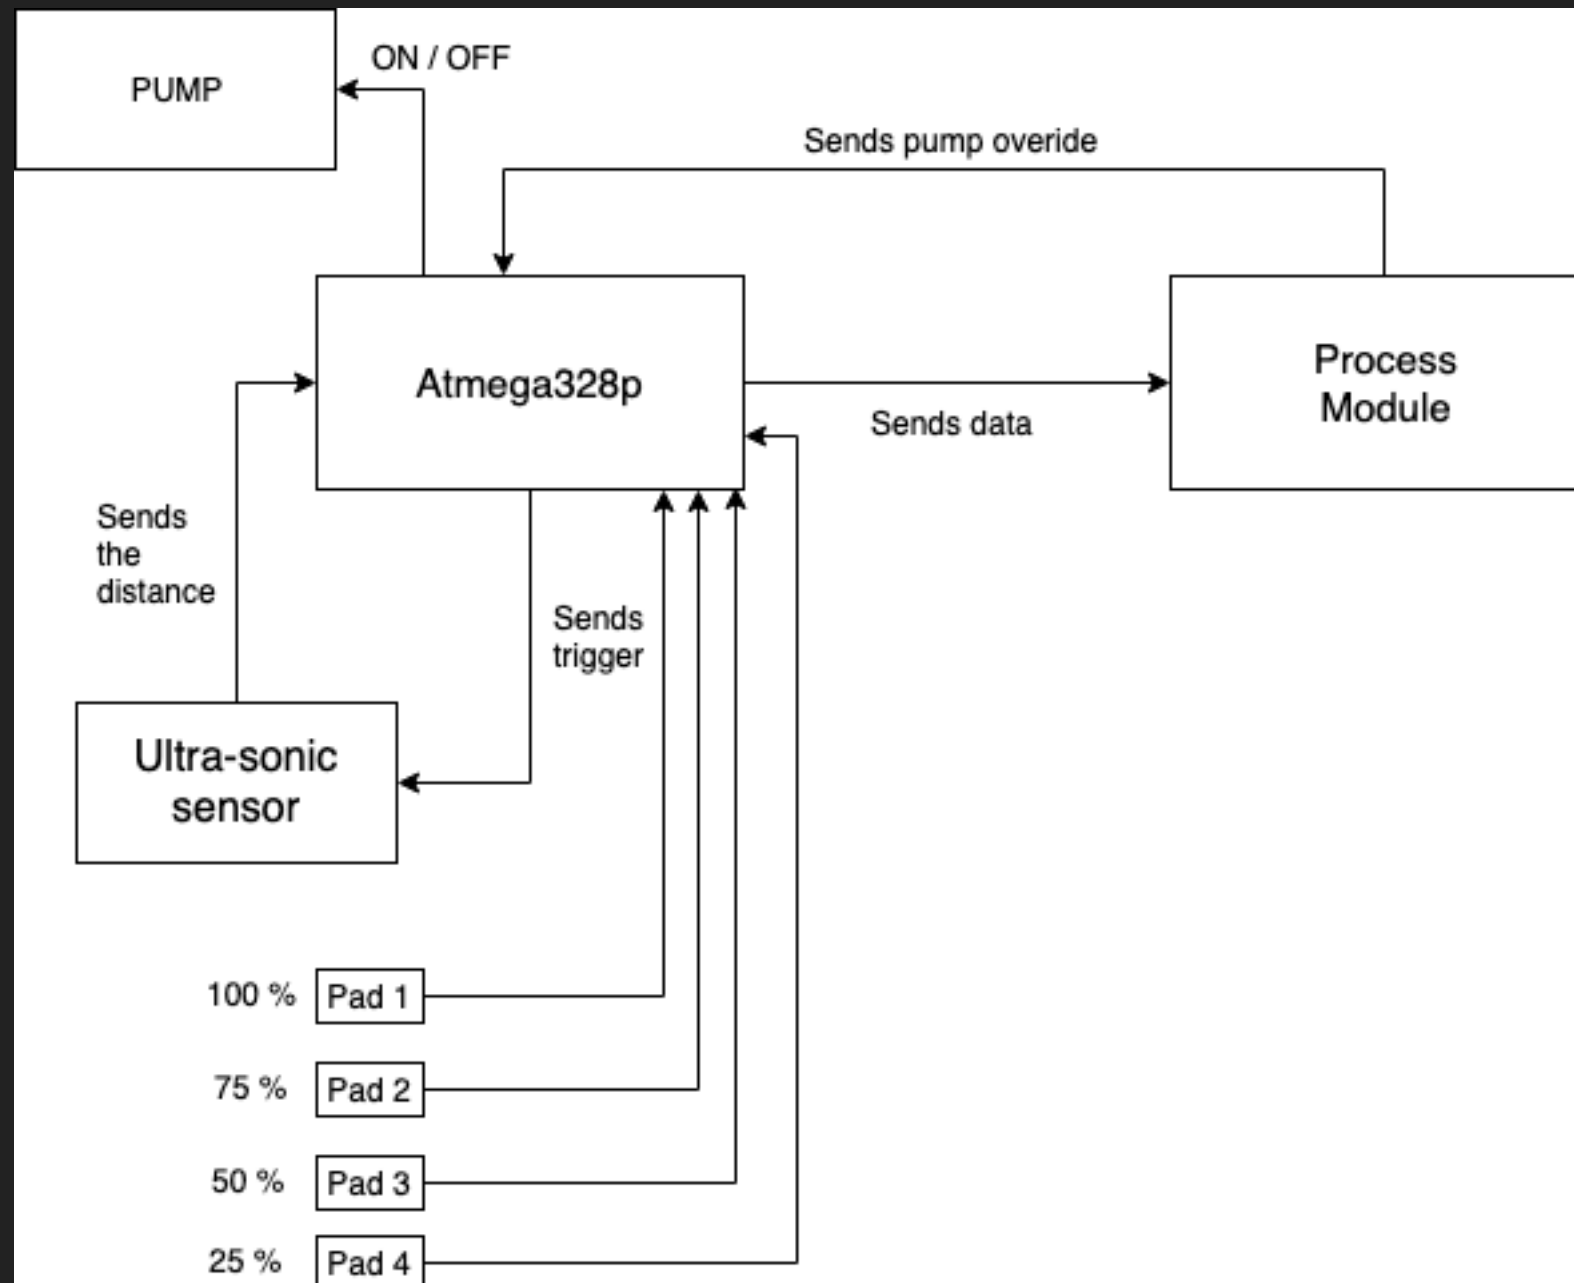 ON / OFF
PUMP
Sends pump overide
Atmega328p
Process
Module
Sends data
Sends
the
distance
Sends
trigger
Ultra-sonic
sensor
100 % Pad 1
75 % Pad 2
50 % Pad 3
25 % Pad 4